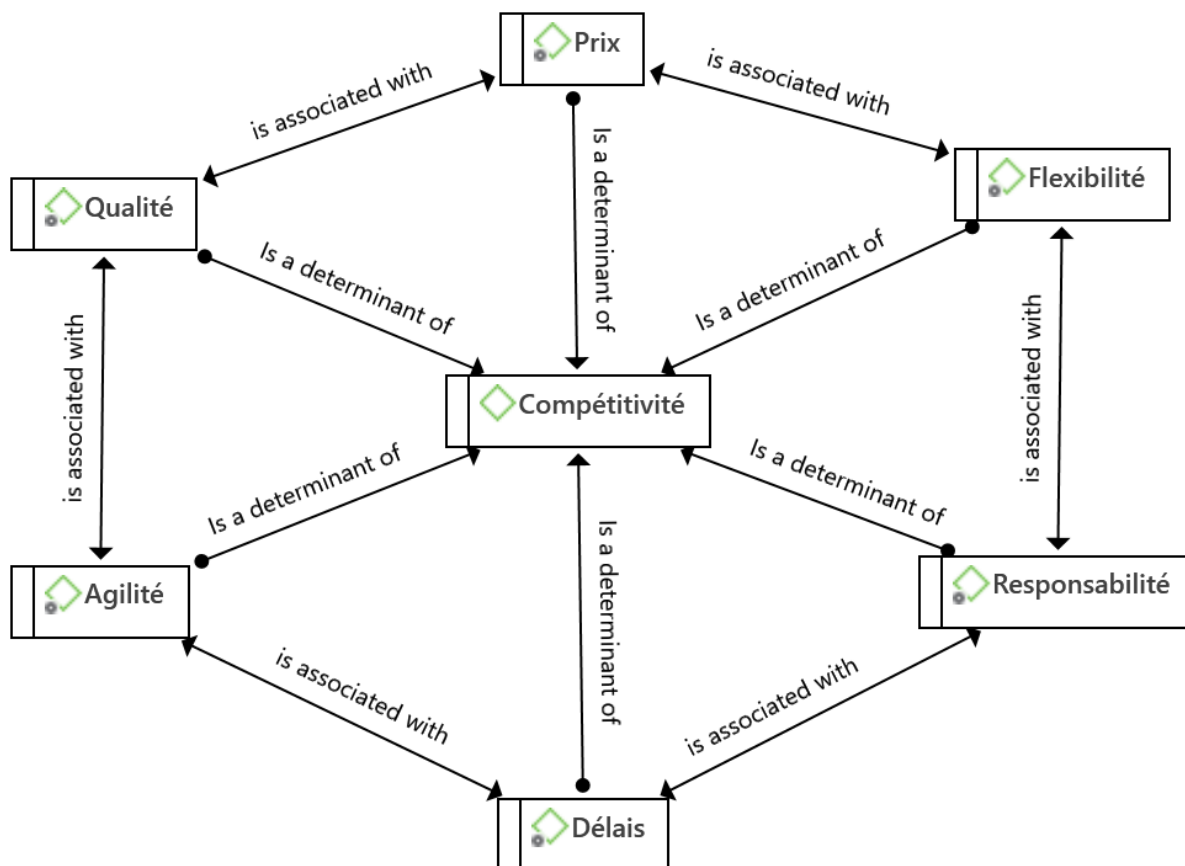 Prix
is associated with
is associated with
Flexibilité
Qualité
Is a determinant of
Is a determinant of
Is a determinant of
is associated with
is associated with
Compétitivité
Is a determinant of
Is a determinant of
Is a determinant of
Agilité
Responsabilité
is associated with
is associated with
Délais